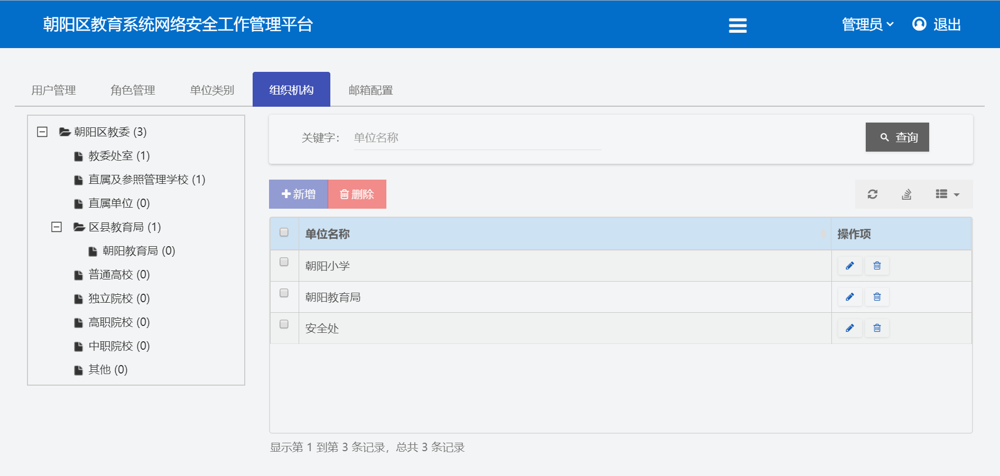 朝阳区教育系统网络安全工作管理平台
管理员
退出
用户管理
角色管理
单位类别
组织机构
邮箱配置
朝阳区教委 (3)
教委处室 (1)
直属及参照管理学校 (1)
直属单位 (0)
区县教育局 (1)
朝阳教育局 (0)
普通高校 (0)
独立院校 (0)
高职院校 (0)
中职院校 (0)
其他 (0)
关键字：
单位名称
查询
新增
删除
单位名称
操作项
朝阳小学
朝阳教育局
安全处
显示第 1 到第 3 条记录，总共 3 条记录